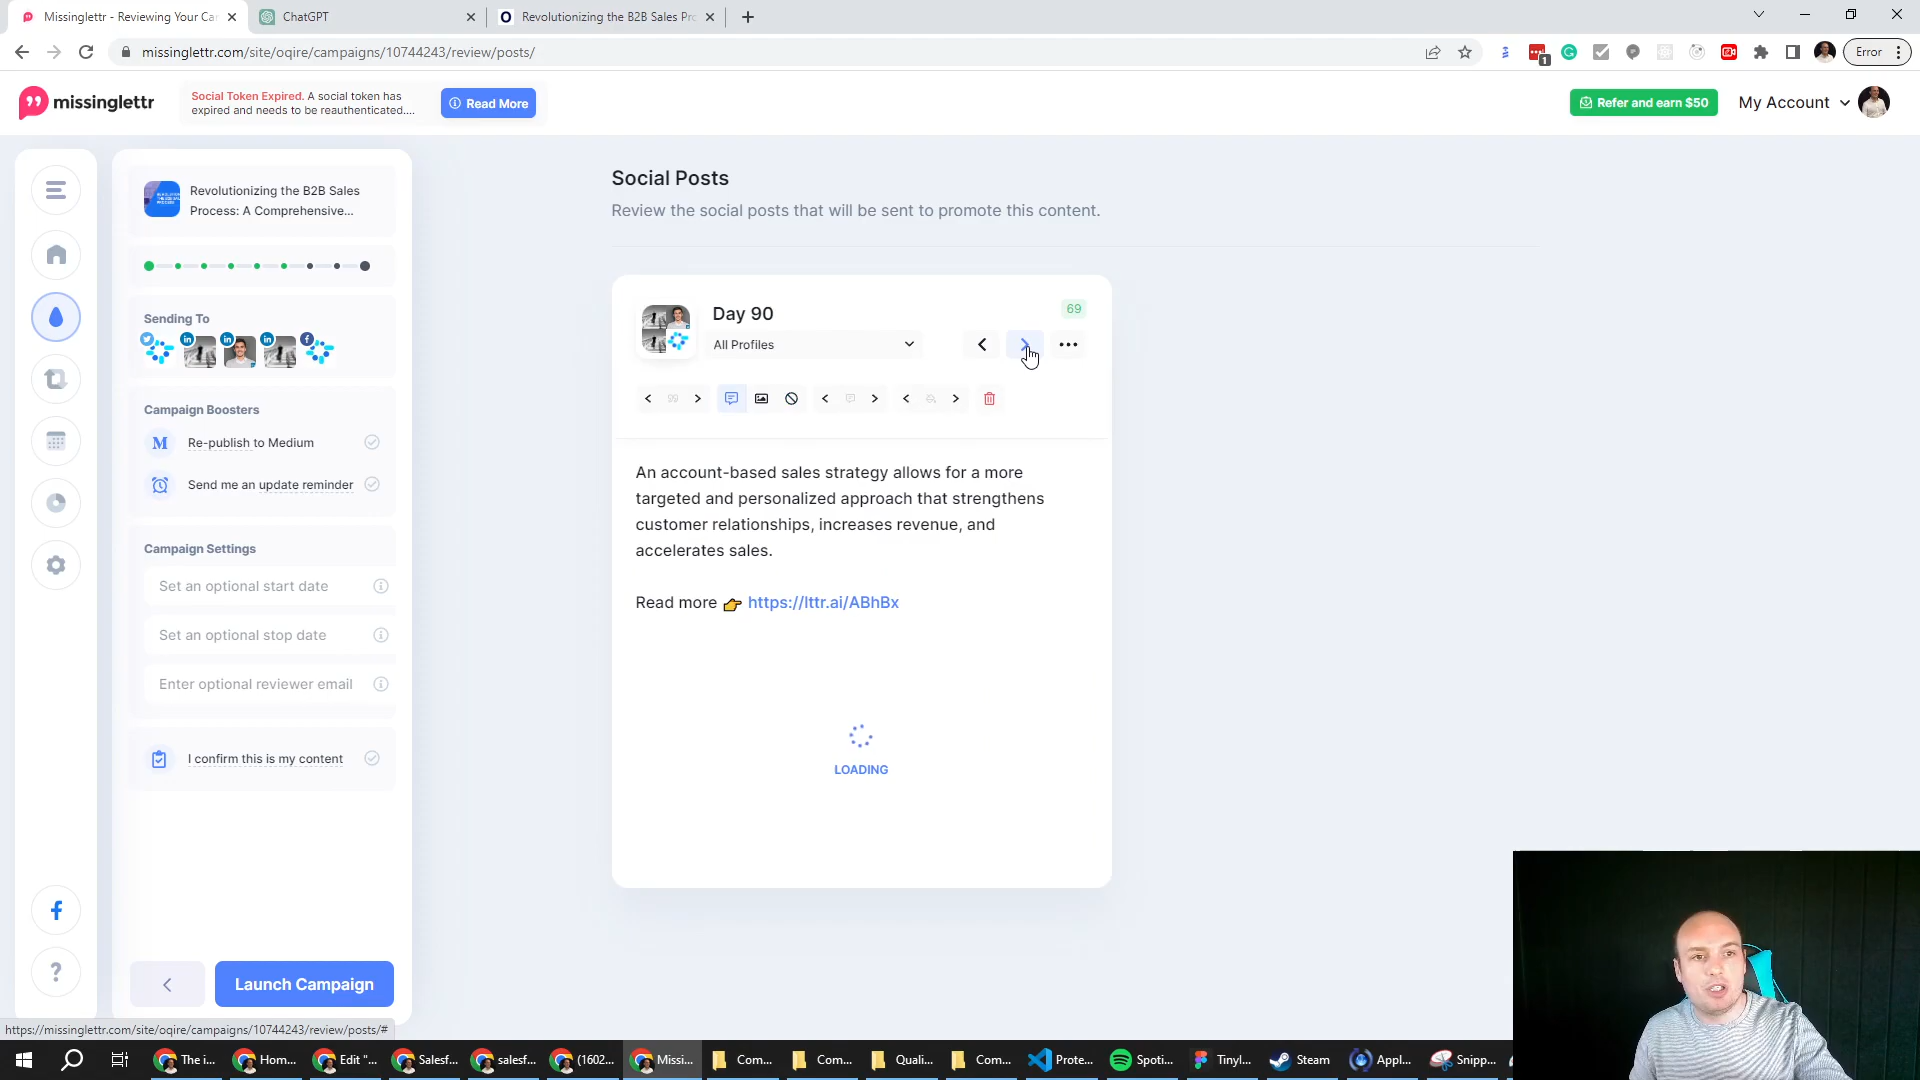 Missinglettr - Reviewing Your Ca
ChatGPT
Revolutionizing the B2B Sales Pr
missinglettr.com/site/oqire/campaigns/10744243/review/posts/
1
Error
missinglettr
Social Token Expired. A social token has
expired and needs to be reauthenticated....
Read More
Refer and earn $50
My Account
Revolutionizing the B2B Sales
Process: A Comprehensive...
Sending To
Campaign Boosters
Re-publish to Medium
Send me an update reminder
Campaign Settings
Set an optional start date
Set an optional stop date
Enter optional reviewer email
I confirm this is my content
Launch Campaign
Social Posts
Review the social posts that will be sent to promote this content.
Day 90
69
All Profiles
An account-based sales strategy allows for a more
targeted and personalized approach that strengthens
customer relationships, increases revenue, and
accelerates sales.
Read more 👉 https://lttr.ai/ABhBx
LOADING
https://missinglettr.com/site/oqire/campaigns/10744243/review/posts/#
The i...
Hom...
Edit "...
Salesf...
salesf...
(1602...
Missi...
Com...
Com...
Quali...
Com...
Prote...
Spoti...
Tinyl...
Steam
Appl...
Snipp...